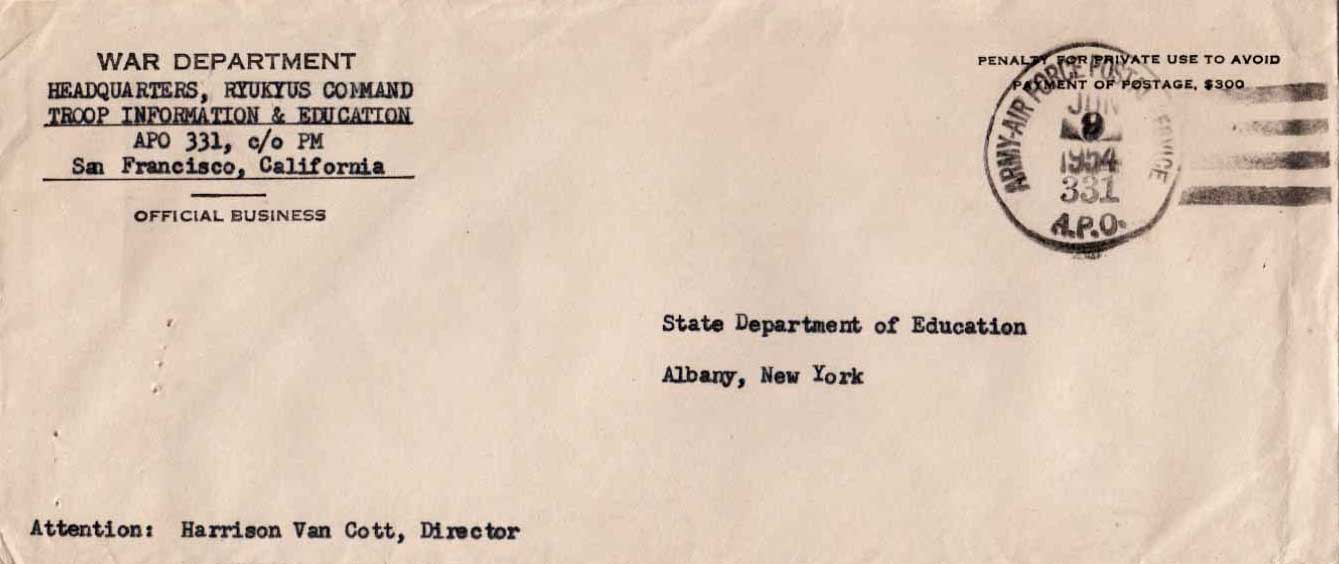 WAR DEPARTMENT
HEADQUARTERS, RYUKYUS COMMAND
TROOP INFORMATION & EDUCATION
APO 331, c/o PM
San Francisco, California
OFFICIAL BUSINESS
PENALTY FOR PRIVATE USE TO AVOID
PAYMENT OF POSTAGE, $300
ARMY-AIR FORCE POSTAL SERVICE
JUN
9
1954
331
A.P.O.
State Department of Education
Albany, New York
Attention: Harrison Van Cott, Director